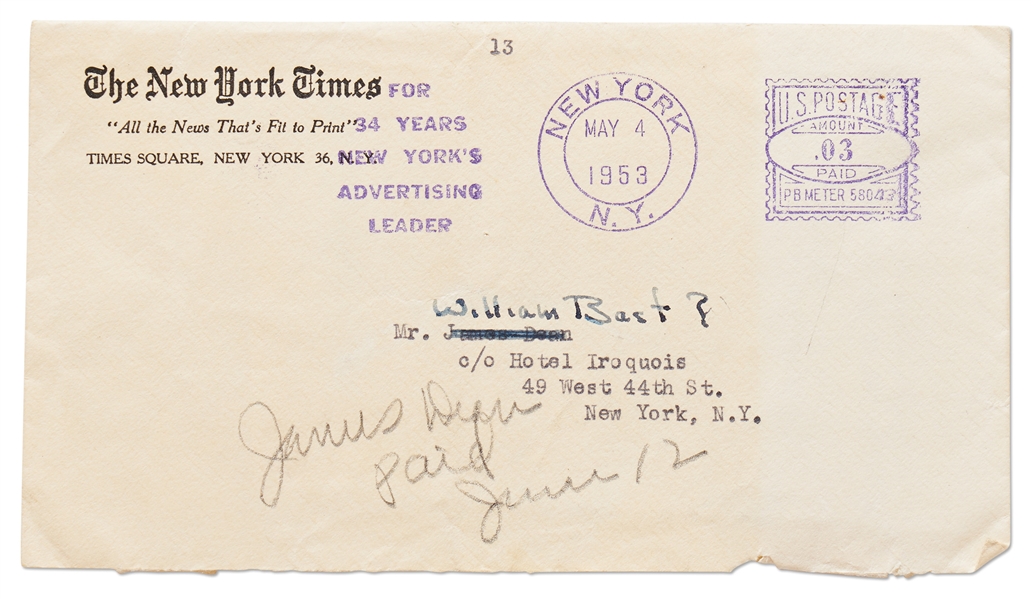 13
The New York Times
"All the News That's Fit to Print"
TIMES SQUARE, NEW YORK 36, N.Y.
FOR
34 YEARS
NEW YORK'S
ADVERTISING
LEADER
NEW YORK
MAY 4
1953
N. Y.
U.S. POSTAGE
AMOUNT
.03
PAID
PB METER 58043
William Bast ?
Mr. James Dean
c/o Hotel Iroquois
49 West 44th St.
New York, N.Y.
James Dean
paid
June 12